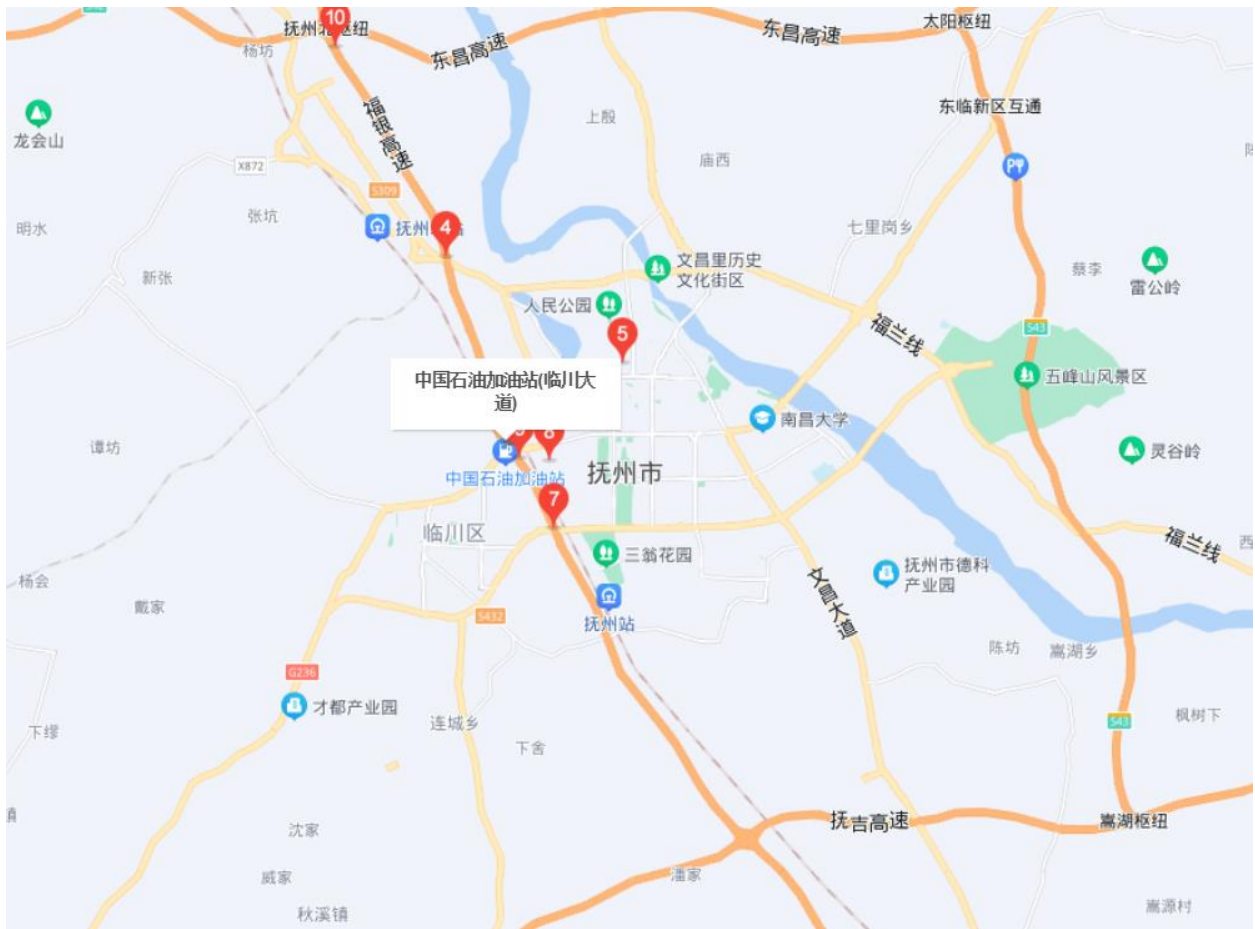 10
抚州北枢纽
杨坊
东昌高速
东昌高速
太阳枢纽
福银高速
东临新区互通
龙会山
上殷
庙西
X872
S309
张坑
明水
抚州
4
七里岗乡
文昌里历史
文化街区
蔡李
雷公岭
新张
人民公园
5
福兰线
S43
中国石油加油站(临川大
道)
五峰山风景区
南昌大学
谭坊
8
灵谷岭
中国石油加油站
抚州市
7
临川区
福兰线
西
三翁花园
抚州市德科
产业园
杨会
戴家
文昌大道
S432
抚州站
陈坊
嵩湖乡
G236
才都产业园
连城乡
S43
枫树下
下缪
下舍
抚吉高速
嵩湖枢纽
沈家
威家
潘家
秋溪镇
嵩源村